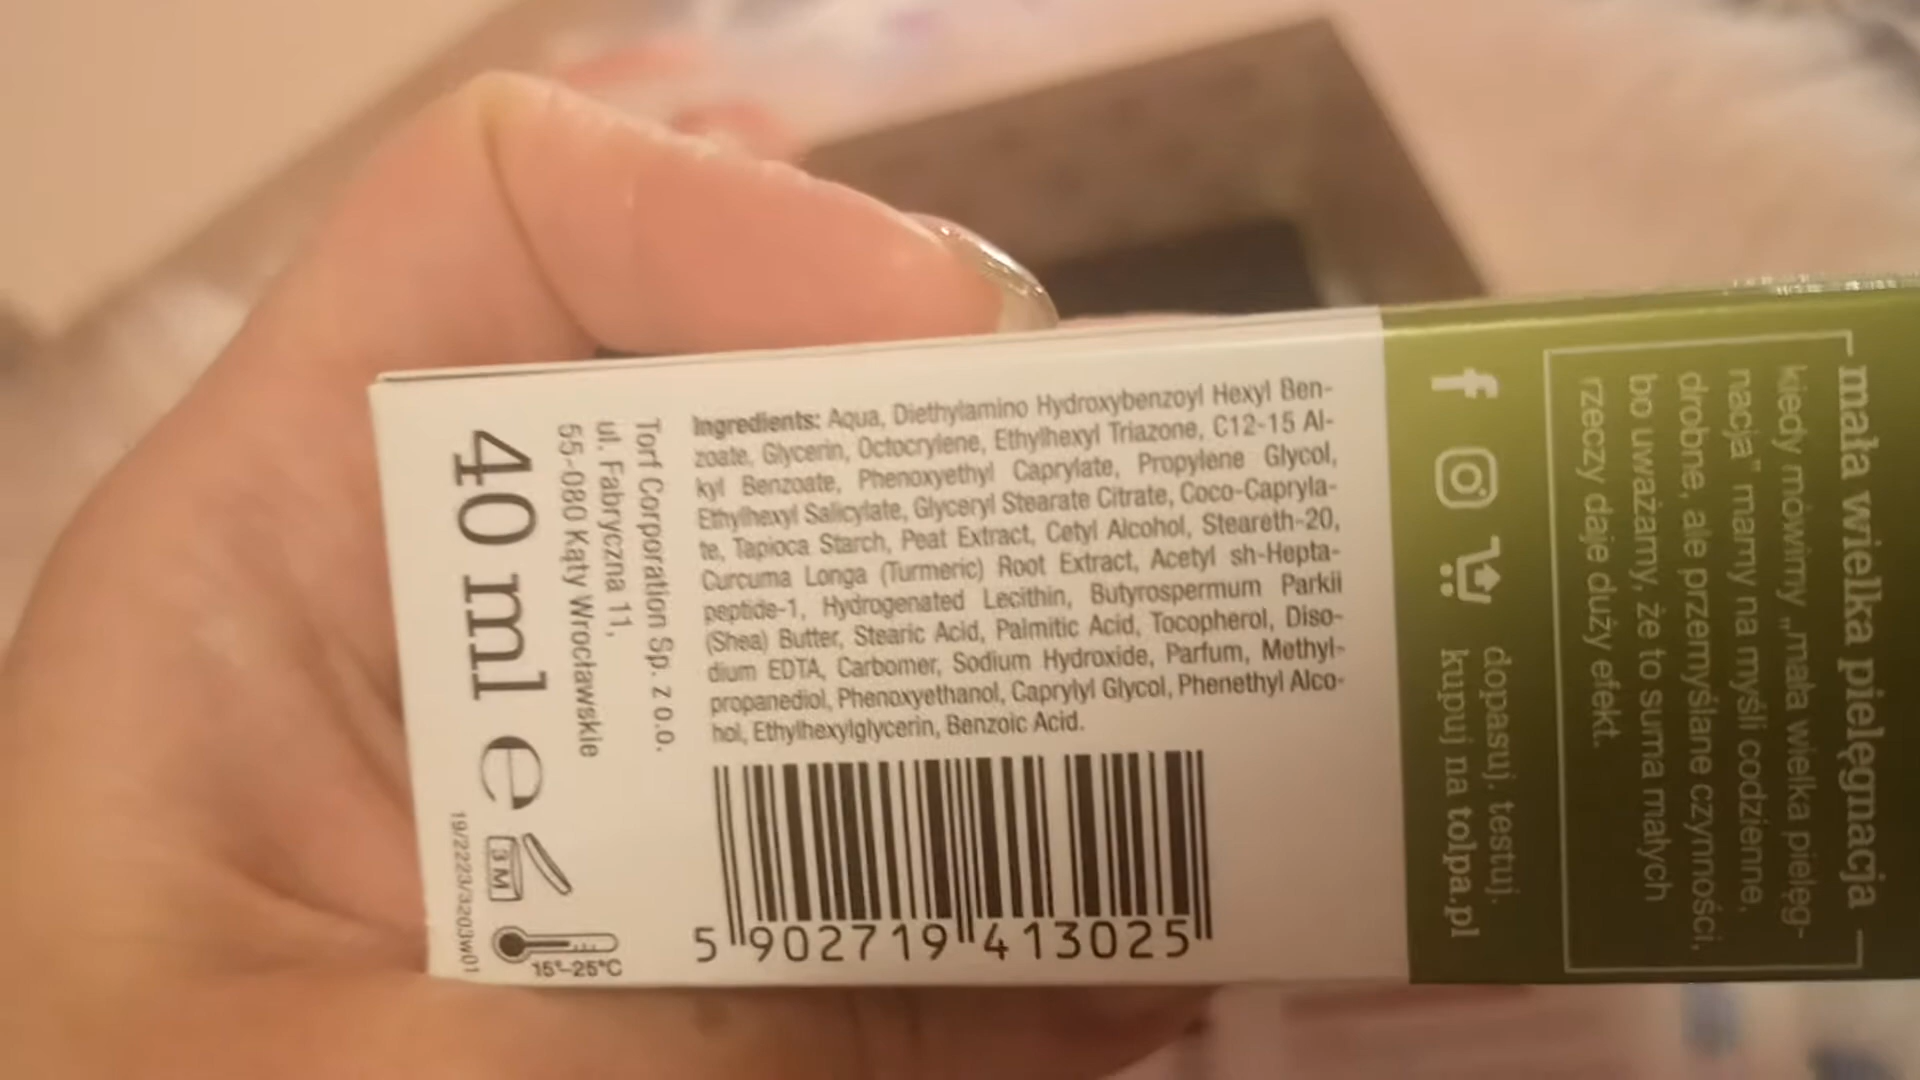 Ingredients: Aqua, Diethylamino Hydroxybenzoyl Hexyl Ben-
zoate, Glycerin, Octocrylene, Ethylhexyl Triazone, C12-15 Al-
kyl Benzoate, Phenoxyethyl Caprylate, Propylene Glycol,
Ethylhexyl Salicylate, Glyceryl Stearate Citrate, Coco-Capryla-
te, Tapioca Starch, Peat Extract, Cetyl Alcohol, Steareth-20,
Curcuma Longa (Turmeric) Root Extract, Acetyl sh-Hepta-
peptide-1, Hydrogenated Lecithin, Butyrospermum Parkii
(Shea) Butter, Stearic Acid, Palmitic Acid, Tocopherol, Diso-
dium EDTA, Carbomer, Sodium Hydroxide, Parfum, Methyl-
propanediol, Phenoxyethanol, Caprylyl Glycol, Phenethyl Alco-
hol, Ethylhexylglycerin, Benzoic Acid.
5 902719 413025
Torf Corporation Sp. z o.o.
ul. Fabryczna 11,
55-080 Kąty Wrocławskie
40 ml e
3 M
15°-25°C
19/2223/3203w01
mała wielka pielęgnacja
kiedy mówimy „mała wielka pielęg-
nacja” mamy na myśli codzienne,
drobne, ale przemyślane czynności,
bo uważamy, że to suma małych
rzeczy daje duży efekt.
dopasuj. testuj.
kupuj na tolpa.pl